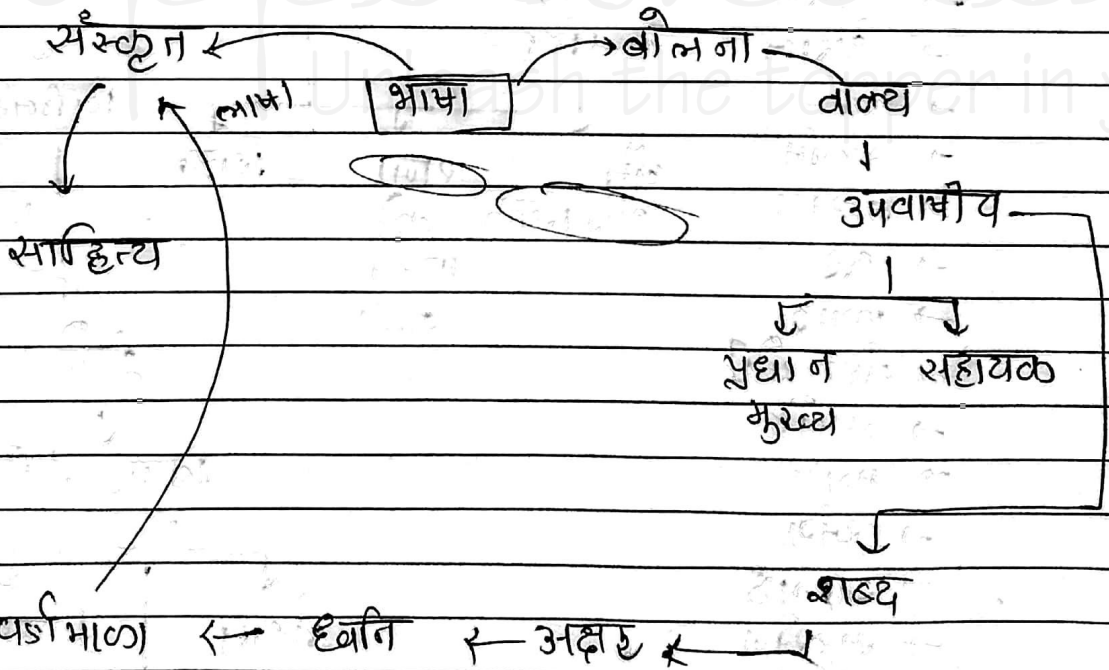 संस्कृत बोलना
भाषा भाषा वाक्य
उपवाक्य
साहित्य
प्रधान सहायक
मुख्य
शब्द
वर्णमाला ध्वनि अक्षर